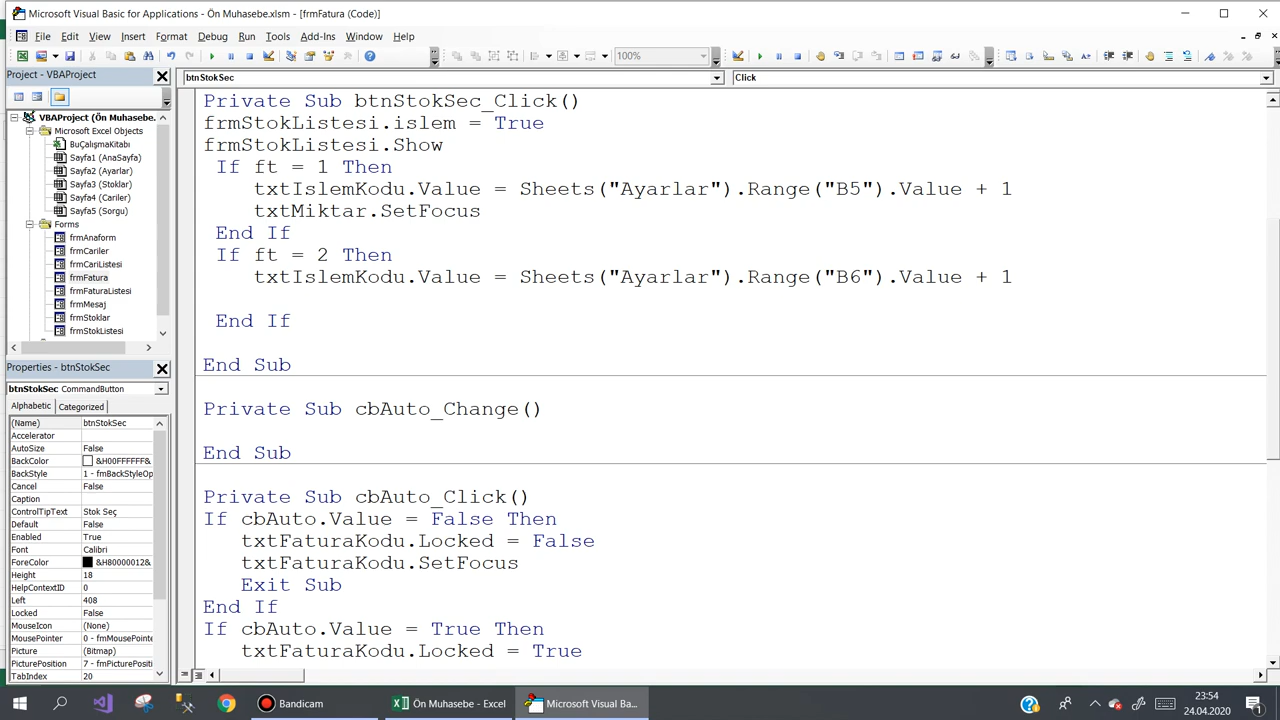 Microsoft Visual Basic for Applications - Ön Muhasebe.xlsm - [frmFatura (Code)]
File Edit View Insert Format Debug Run Tools Add-Ins Window Help
100%
Project - VBAProject
btnStokSec
Click
VBAProject (Ön Muhasebe.
Microsoft Excel Objects
BuÇalışmaKitabı
Sayfa1 (AnaSayfa)
Sayfa2 (Ayarlar)
Sayfa3 (Stoklar)
Sayfa4 (Cariler)
Sayfa5 (Sorgu)
Forms
frmAnaform
frmCariler
frmCariListesi
frmFatura
frmFaturaListesi
frmMesaj
frmStoklar
frmStokListesi
Properties - btnStokSec
btnStokSec CommandButton
Alphabetic Categorized
(Name) btnStokSec
Accelerator
AutoSize False
BackColor &H00FFFFFF&
BackStyle 1 - fmBackStyleOp
Cancel False
Caption
ControlTipText Stok Seç
Default False
Enabled True
Font Calibri
ForeColor &H80000012&
Height 18
HelpContextID 0
Left 408
Locked False
MouseIcon (None)
MousePointer 0 - fmMousePointe
Picture (Bitmap)
PicturePosition 7 - fmPicturePositi
TabIndex 20
Private Sub btnStokSec_Click()
frmStokListesi.islem = True
frmStokListesi.Show
If ft = 1 Then
txtIslemKodu.Value = Sheets("Ayarlar").Range("B5").Value + 1
txtMiktar.SetFocus
End If
If ft = 2 Then
txtIslemKodu.Value = Sheets("Ayarlar").Range("B6").Value + 1
End If
End Sub
Private Sub cbAuto_Change()
End Sub
Private Sub cbAuto_Click()
If cbAuto.Value = False Then
txtFaturaKodu.Locked = False
txtFaturaKodu.SetFocus
Exit Sub
End If
If cbAuto.Value = True Then
txtFaturaKodu.Locked = True
Bandicam
Ön Muhasebe - Excel
Microsoft Visual Ba...
23:54
24.04.2020
1